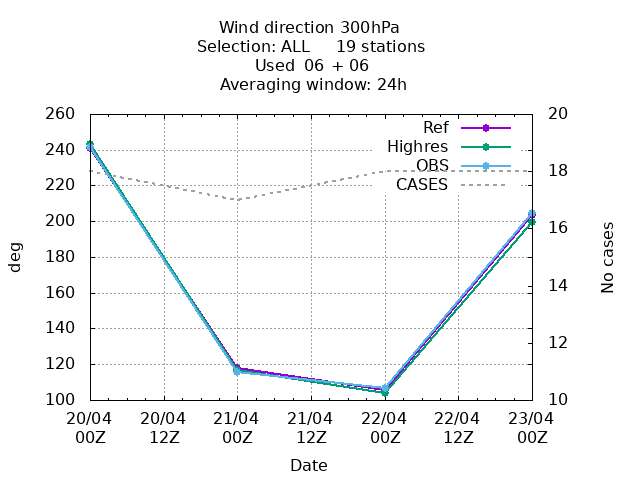 Wind direction 300hPa
Selection: ALL     19 stations
Used  06 + 06
Averaging window: 24h
260
240
220
200
180
160
140
120
100
deg
20
18
16
14
12
10
No cases
Ref
Highres
OBS
CASES
20/04 20/04 21/04 21/04 22/04 22/04 23/04
00Z 12Z 00Z 12Z 00Z 12Z 00Z
Date